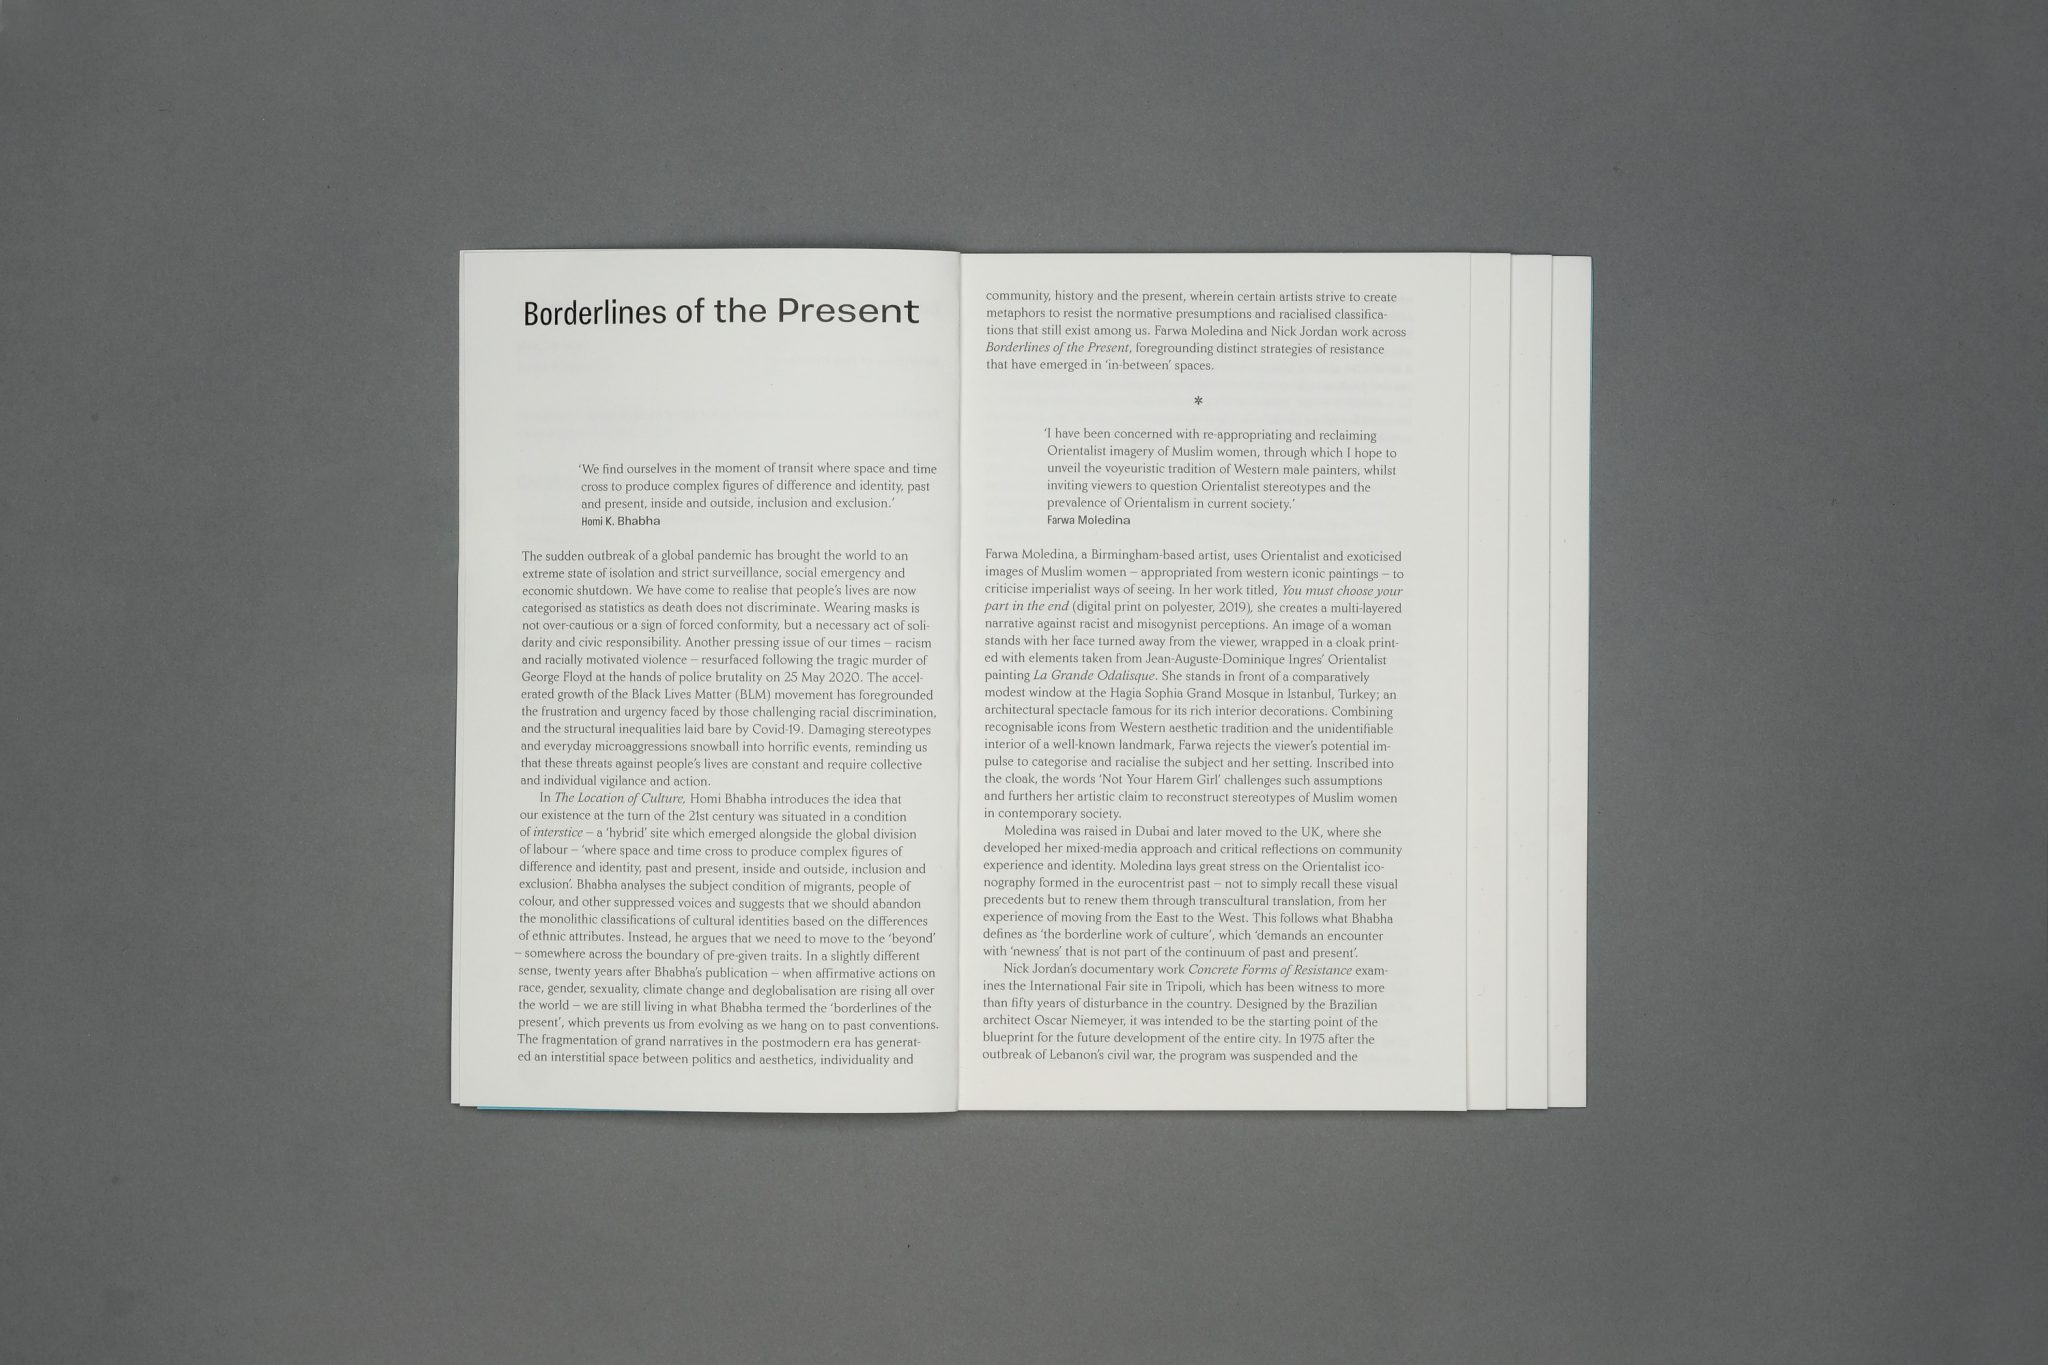 Borderlines of the Present
‘We find ourselves in the moment of transit where space and time
cross to produce complex figures of difference and identity, past
and present, inside and outside, inclusion and exclusion.’
Homi K. Bhabha
The sudden outbreak of a global pandemic has brought the world to an
extreme state of isolation and strict surveillance, social emergency and
economic shutdown. We have come to realise that people’s lives are now
categorised as statistics as death does not discriminate. Wearing masks is
not over-cautious or a sign of forced conformity, but a necessary act of soli-
darity and civic responsibility. Another pressing issue of our times – racism
and racially motivated violence – resurfaced following the tragic murder of
George Floyd at the hands of police brutality on 25 May 2020. The accel-
erated growth of the Black Lives Matter (BLM) movement has foregrounded
the frustration and urgency faced by those challenging racial discrimination,
and the structural inequalities laid bare by Covid-19. Damaging stereotypes
and everyday microaggressions snowball into horrific events, reminding us
that these threats against people’s lives are constant and require collective
and individual vigilance and action.
In The Location of Culture, Homi Bhabha introduces the idea that
our existence at the turn of the 21st century was situated in a condition
of interstice – a ‘hybrid’ site which emerged alongside the global division
of labour – ‘where space and time cross to produce complex figures of
difference and identity, past and present, inside and outside, inclusion and
exclusion’. Bhabha analyses the subject condition of migrants, people of
colour, and other suppressed voices and suggests that we should abandon
the monolithic classifications of cultural identities based on the differences
of ethnic attributes. Instead, he argues that we need to move to the ‘beyond’
– somewhere across the boundary of pre-given traits. In a slightly different
sense, twenty years after Bhabha’s publication – when affirmative actions on
race, gender, sexuality, climate change and deglobalisation are rising all over
the world – we are still living in what Bhabha termed the ‘borderlines of the
present’, which prevents us from evolving as we hang on to past conventions.
The fragmentation of grand narratives in the postmodern era has generat-
ed an interstitial space between politics and aesthetics, individuality and
community, history and the present, wherein certain artists strive to create
metaphors to resist the normative presumptions and racialised classifica-
tions that still exist among us. Farwa Moledina and Nick Jordan work across
Borderlines of the Present, foregrounding distinct strategies of resistance
that have emerged in ‘in-between’ spaces.
*
‘I have been concerned with re-appropriating and reclaiming
Orientalist imagery of Muslim women, through which I hope to
unveil the voyeuristic tradition of Western male painters, whilst
inviting viewers to question Orientalist stereotypes and the
prevalence of Orientalism in current society.’
Farwa Moledina
Farwa Moledina, a Birmingham-based artist, uses Orientalist and exoticised
images of Muslim women – appropriated from western iconic paintings – to
criticise imperialist ways of seeing. In her work titled, You must choose your
part in the end (digital print on polyester, 2019), she creates a multi-layered
narrative against racist and misogynist perceptions. An image of a woman
stands with her face turned away from the viewer, wrapped in a cloak print-
ed with elements taken from Jean-Auguste-Dominique Ingres’ Orientalist
painting La Grande Odalisque. She stands in front of a comparatively
modest window at the Hagia Sophia Grand Mosque in Istanbul, Turkey; an
architectural spectacle famous for its rich interior decorations. Combining
recognisable icons from Western aesthetic tradition and the unidentifiable
interior of a well-known landmark, Farwa rejects the viewer’s potential im-
pulse to categorise and racialise the subject and her setting. Inscribed into
the cloak, the words ‘Not Your Harem Girl’ challenges such assumptions
and furthers her artistic claim to reconstruct stereotypes of Muslim women
in contemporary society.
Moledina was raised in Dubai and later moved to the UK, where she
developed her mixed-media approach and critical reflections on community
experience and identity. Moledina lays great stress on the Orientalist ico-
nography formed in the eurocentrist past – not to simply recall these visual
precedents but to renew them through transcultural translation, from her
experience of moving from the East to the West. This follows what Bhabha
defines as ‘the borderline work of culture’, which ‘demands an encounter
with ‘newness’ that is not part of the continuum of past and present’.
Nick Jordan’s documentary work Concrete Forms of Resistance exam-
ines the International Fair site in Tripoli, which has been witness to more
than fifty years of disturbance in the country. Designed by the Brazilian
architect Oscar Niemeyer, it was intended to be the starting point of the
blueprint for the future development of the entire city. In 1975 after the
outbreak of Lebanon’s civil war, the program was suspended and the